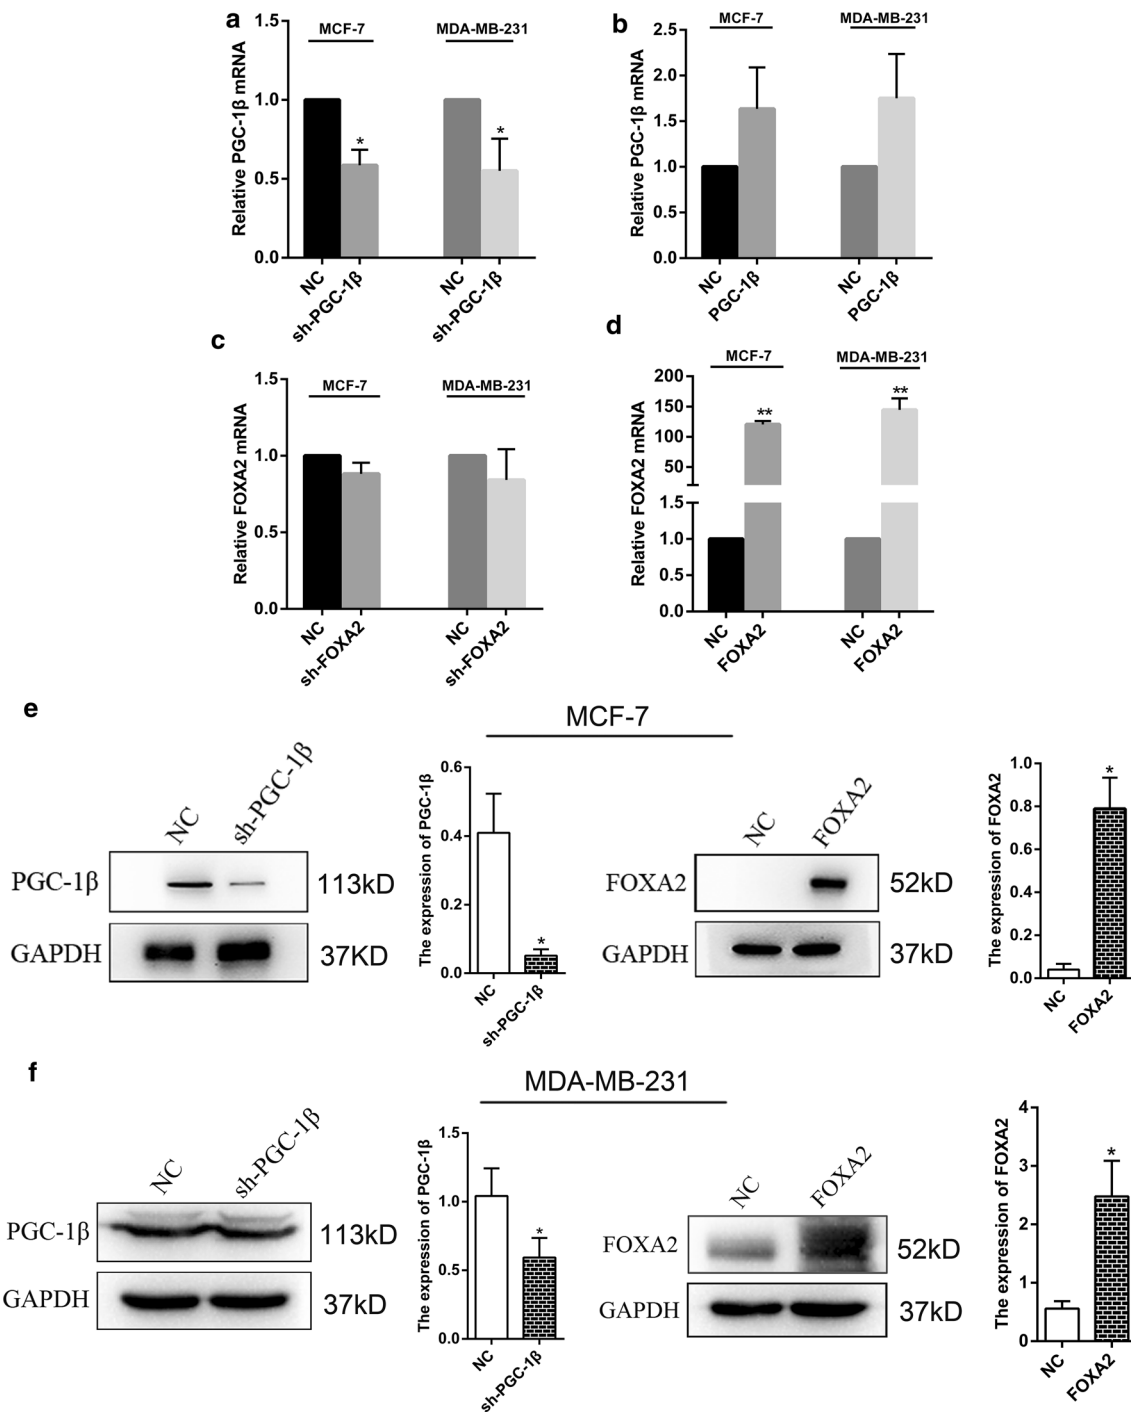 a
MCF-7
MDA-MB-231
Relative PGC-1β mRNA
1.5
1.0
0.5
0.0
*
*
NC
sh-PGC-1β
NC
sh-PGC-1β
b
MCF-7
MDA-MB-231
Relative PGC-1β mRNA
2.5
2.0
1.5
1.0
0.5
0.0
NC
PGC-1β
NC
PGC-1β
c
MCF-7
MDA-MB-231
Relative FOXA2 mRNA
1.5
1.0
0.5
0.0
NC
sh-FOXA2
NC
sh-FOXA2
d
MCF-7
MDA-MB-231
Relative FOXA2 mRNA
200
150
100
50
1.5
1.0
0.5
0.0
**
**
NC
FOXA2
NC
FOXA2
e
MCF-7
NC
sh-PGC-1β
PGC-1β
113kD
GAPDH
37KD
The expression of PGC-1β
0.6
0.4
0.2
0.0
*
NC
sh-PGC-1β
NC
FOXA2
FOXA2
52kD
GAPDH
37kD
The expression of FOXA2
1.0
0.8
0.6
0.4
0.2
0.0
*
NC
FOXA2
f
MDA-MB-231
NC
sh-PGC-1β
PGC-1β
113kD
GAPDH
37kD
The expression of PGC-1β
1.5
1.0
0.5
0.0
*
NC
sh-PGC-1β
NC
FOXA2
FOXA2
52kD
GAPDH
37kD
The expression of FOXA2
4
3
2
1
0
*
NC
FOXA2